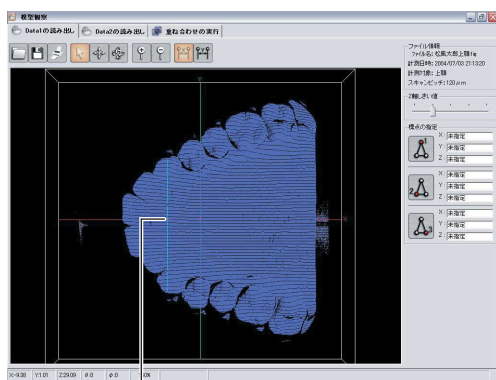 模型観察
Data1の読み出し Data2の読み出し 重ね合わせの実行
ファイル情報
ファイル名: 松風太郎上顎.fig
計測日時: 2004/07/03 21:13:20
計測対象: 上顎
スキャンピッチ: 120μm
Z軸しきい値
標点の指定
1
X: 未指定
Y: 未指定
Z: 未指定
2
X: 未指定
Y: 未指定
Z: 未指定
3
X: 未指定
Y: 未指定
Z: 未指定
X:-9.38 Y:1.01 Z:29.09 θ:0 φ:0